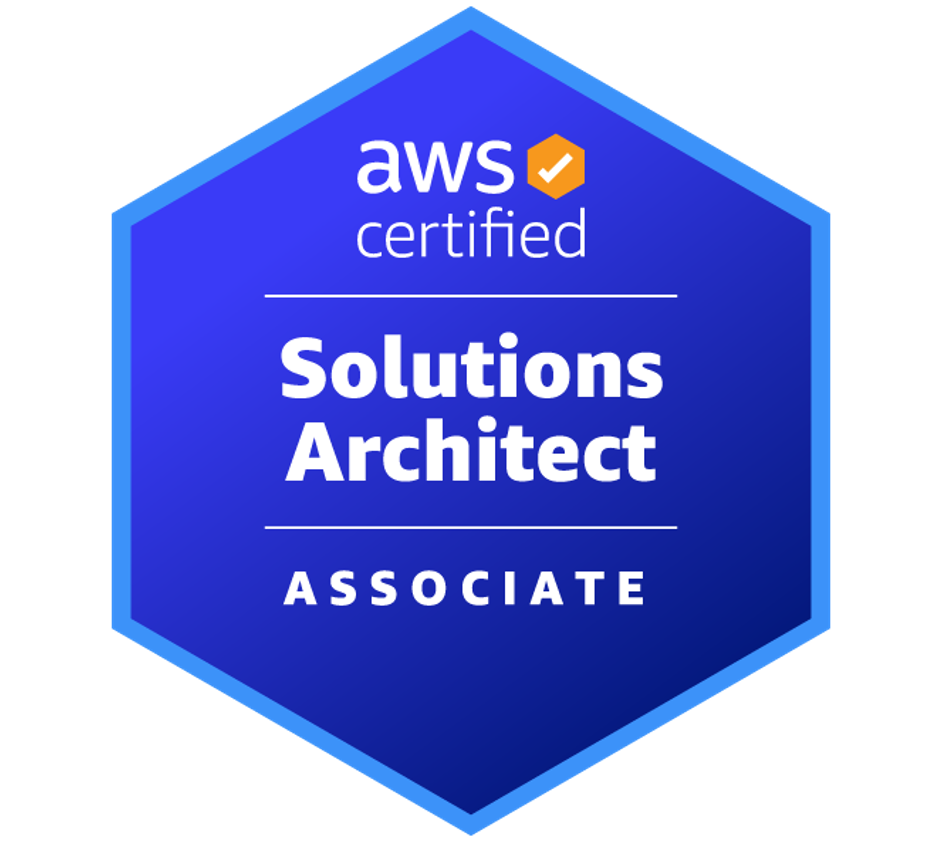 aws
certified
Solutions
Architect
ASSOCIATE